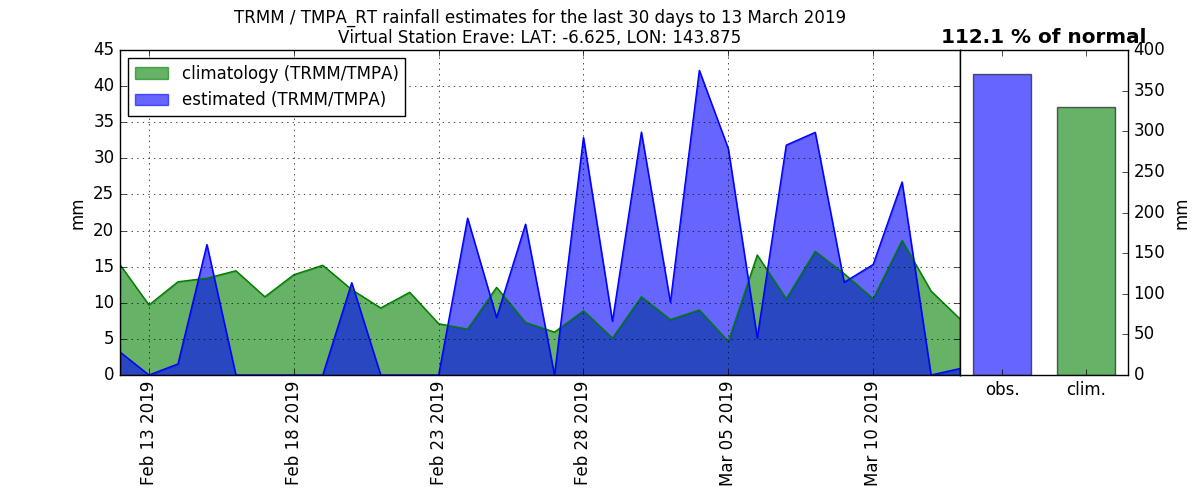 TRMM / TMPA_RT rainfall estimates for the last 30 days to 13 March 2019
Virtual Station Erave: LAT: -6.625, LON: 143.875
112.1 % of normal
climatology (TRMM/TMPA)
estimated (TRMM/TMPA)
45
40
35
30
25
20
15
10
5
0
mm
Feb 13 2019
Feb 18 2019
Feb 23 2019
Feb 28 2019
Mar 05 2019
Mar 10 2019
400
350
300
250
200
150
100
50
0
mm
obs.
clim.